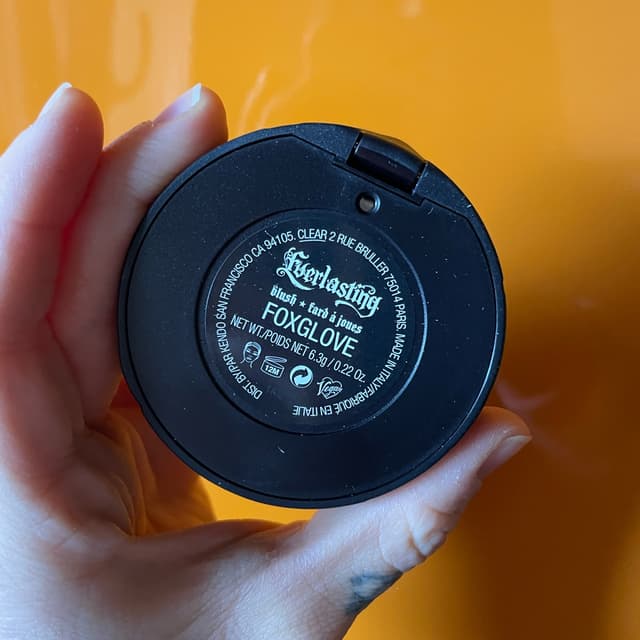 Everlasting
blush ★ fard à joues
FOXGLOVE
NET WT./POIDS NET 6.3g / 0.22 Oz.
12M
Vegan
DIST. BY/PAR KENDO SAN FRANCISCO CA 94105. CLEAR 2 RUE BRULLER 75014 PARIS. MADE IN ITALY/FABRIQUÉ EN ITALIE